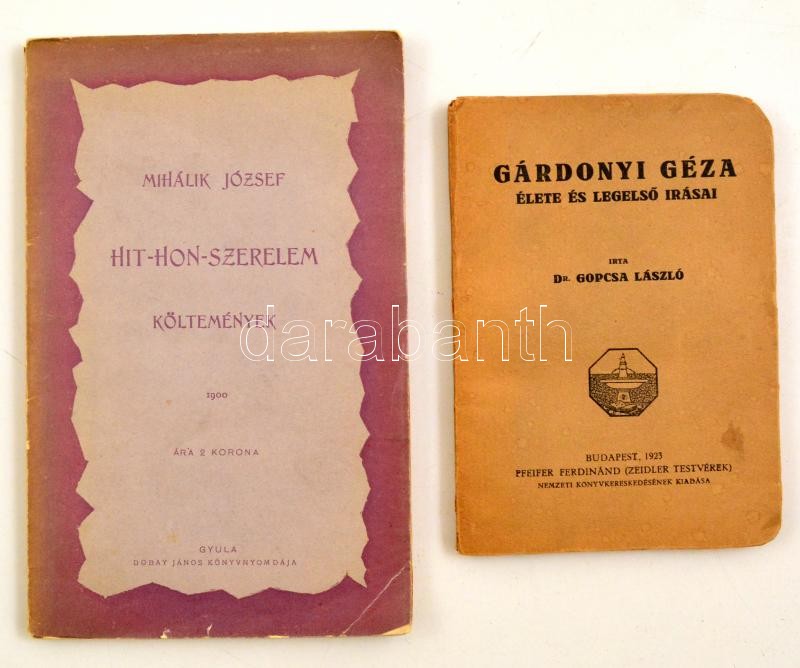 MIHÁLIK JÓZSEF
HIT-HON-SZERELEM
KÖLTEMÉNYEK
1900
ÁRA 2 KORONA
GYULA
DOBAY JÁNOS KÖNYVNYOMDÁJA
GÁRDONYI GÉZA
ÉLETE ÉS LEGELSŐ IRÁSAI
IRTA
DR. GOPCSA LÁSZLÓ
BUDAPEST, 1923
PFEIFER FERDINÁND (ZEIDLER TESTVÉREK)
NEMZETI KÖNYVKERESKEDÉSÉNEK KIADÁSA
darabanth